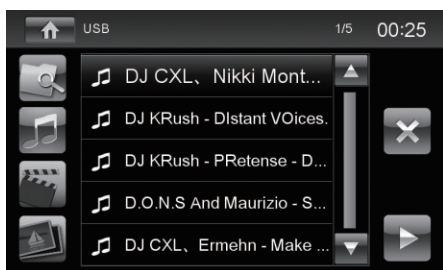 USB 1/5 00:25
DJ CXL、Nikki Mont...
DJ KRush - DIstant VOices.
DJ KRush - PRetense - D...
D.O.N.S And Maurizio - S...
DJ CXL、Ermehn - Make ...